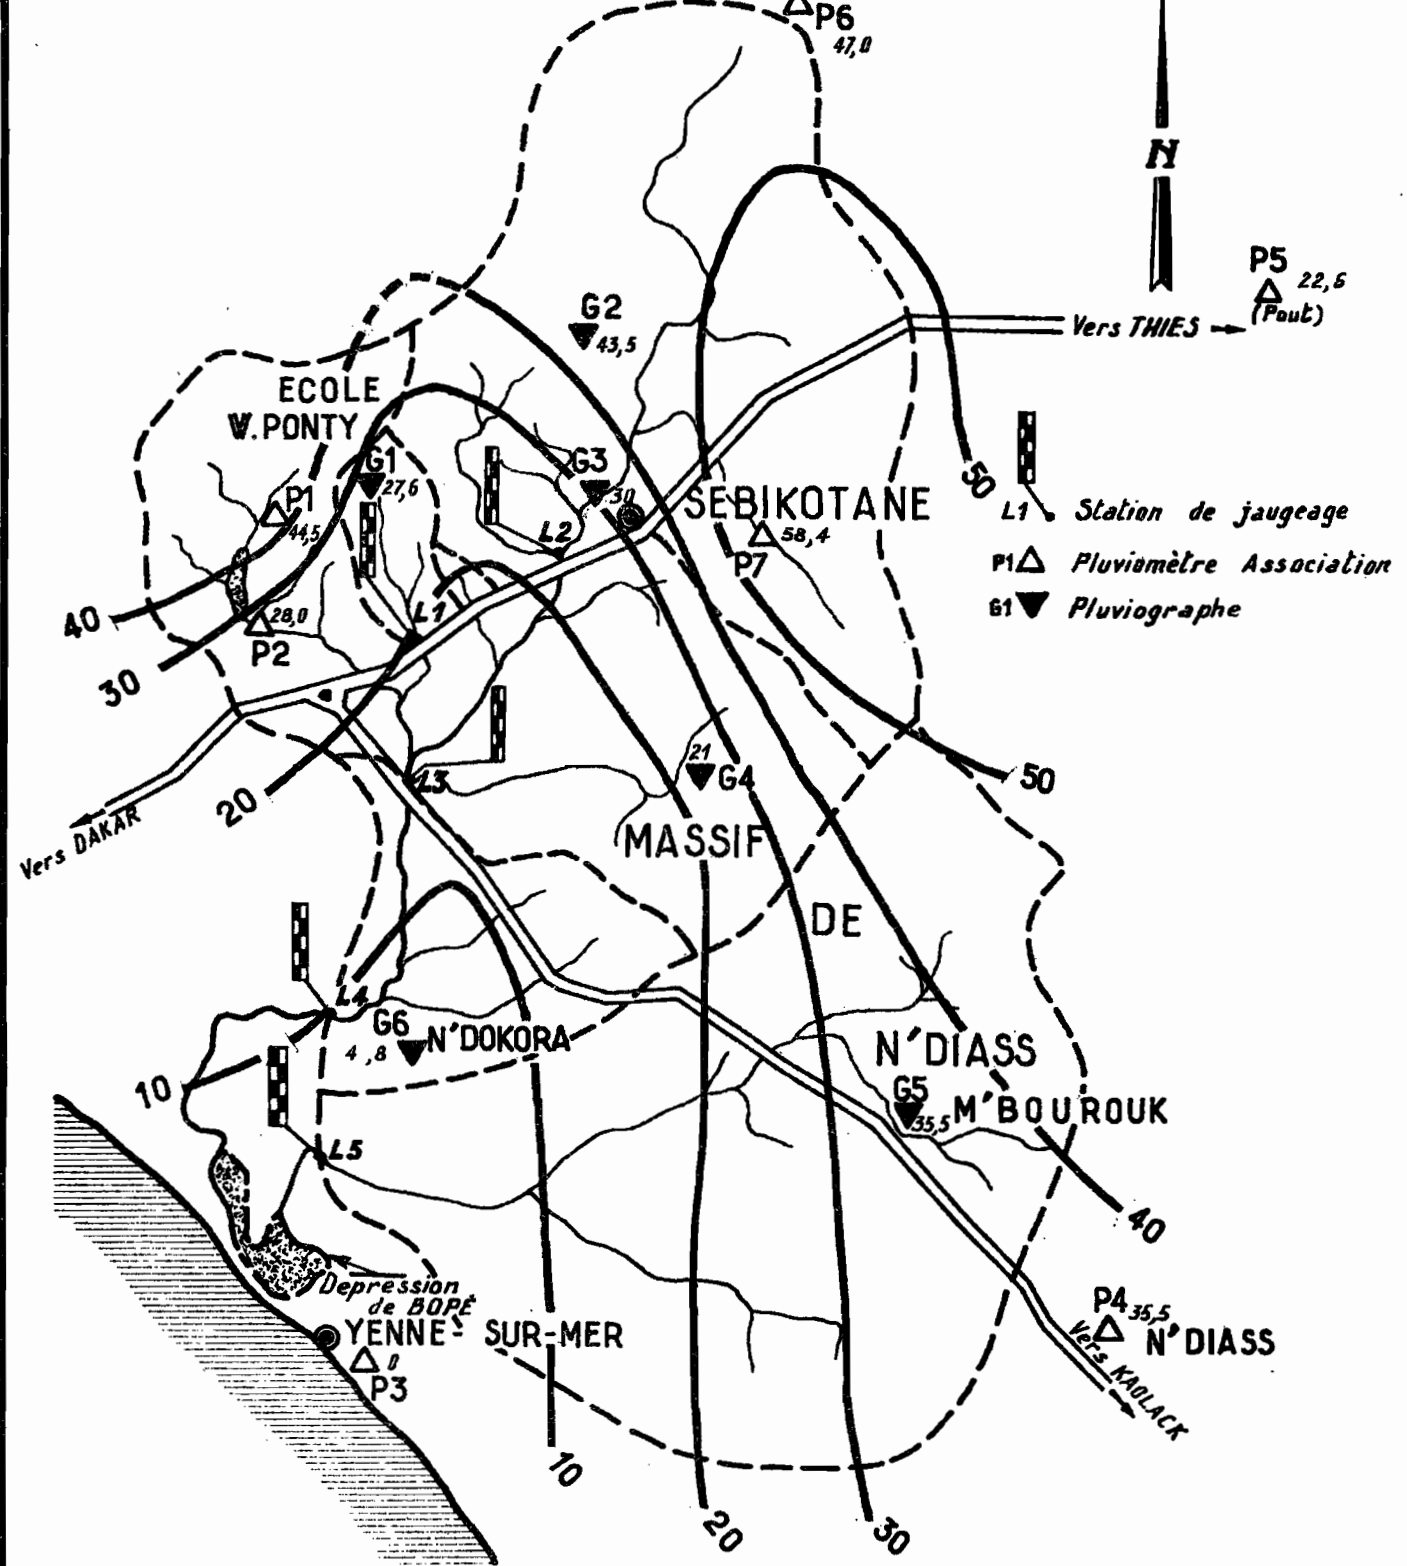 P6
47,0
N
P5 22,6
(Pout)
Vers THIES
G2
43,5
ECOLE
W. PONTY
G1
27,6
G3
30
50
P1
44,5
SEBIKOTANE
L1 Station de jaugeage
L2
58,4
P7
P1 Pluviomètre Association
G1 Pluviographe
40
28,0
P2
L1
30
21
G4
L3
50
20
Vers DAKAR
MASSIF
DE
L4
G6
4,8
N'DOKORA
N'DIASS
10
G5
35,5
M'BOUROUK
L5
40
Depression
de BOPÉ
P4 35,5
N'DIASS
YENNE-SUR-MER
0
P3
Vers KAOLACK
10
20
30